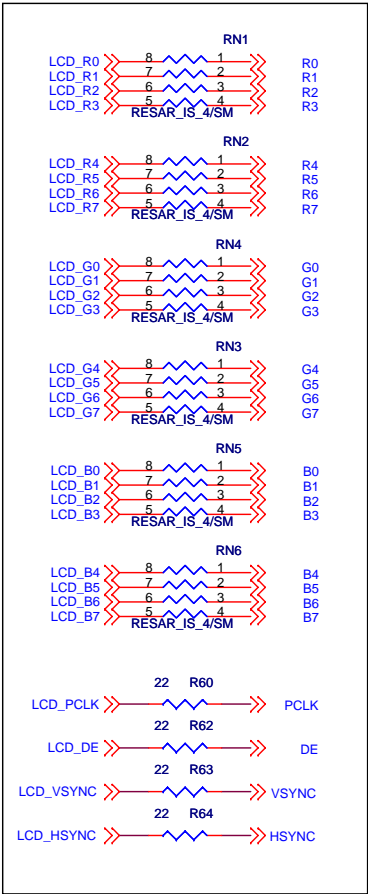 RN1
LCD_R0 8 1 R0
LCD_R1 7 2 R1
LCD_R2 6 3 R2
LCD_R3 5 4 R3
RESAR_IS_4/SM
RN2
LCD_R4 8 1 R4
LCD_R5 7 2 R5
LCD_R6 6 3 R6
LCD_R7 5 4 R7
RESAR_IS_4/SM
RN4
LCD_G0 8 1 G0
LCD_G1 7 2 G1
LCD_G2 6 3 G2
LCD_G3 5 4 G3
RESAR_IS_4/SM
RN3
LCD_G4 8 1 G4
LCD_G5 7 2 G5
LCD_G6 6 3 G6
LCD_G7 5 4 G7
RESAR_IS_4/SM
RN5
LCD_B0 8 1 B0
LCD_B1 7 2 B1
LCD_B2 6 3 B2
LCD_B3 5 4 B3
RESAR_IS_4/SM
RN6
LCD_B4 8 1 B4
LCD_B5 7 2 B5
LCD_B6 6 3 B6
LCD_B7 5 4 B7
RESAR_IS_4/SM
22 R60
LCD_PCLK PCLK
22 R62
LCD_DE DE
22 R63
LCD_VSYNC VSYNC
22 R64
LCD_HSYNC HSYNC